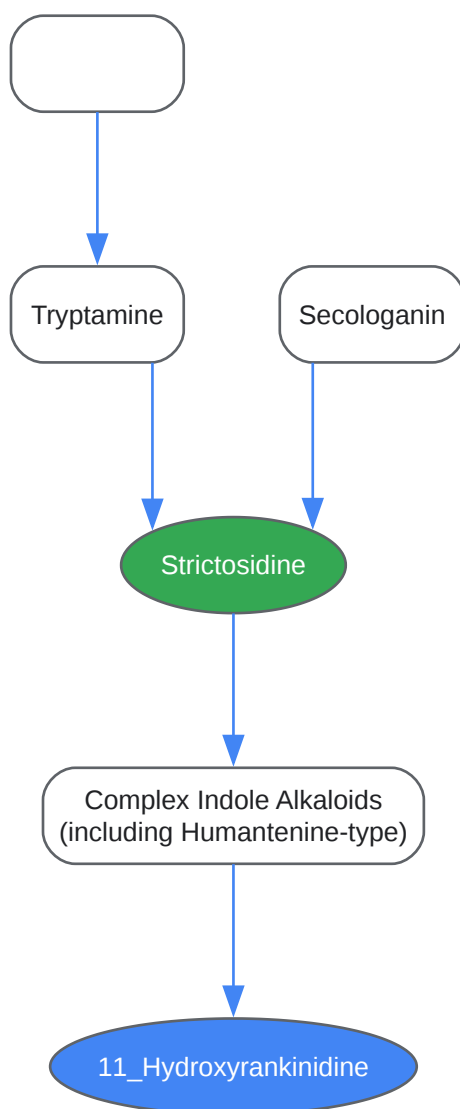 Tryptamine
Secologanin
Strictosidine
Complex Indole Alkaloids
(including Humantenine-type)
11_Hydroxyrankinidine